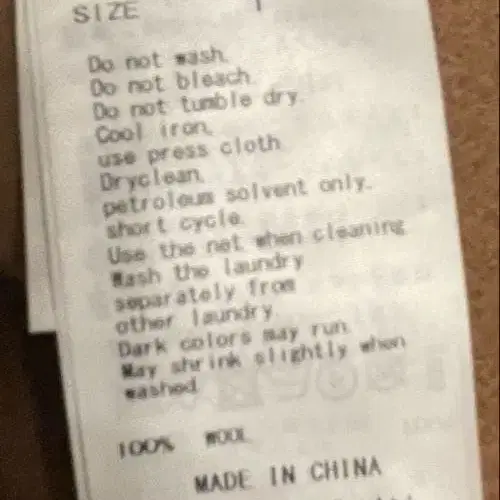 SIZE 1
Do not wash.
Do not bleach.
Do not tumble dry.
Cool iron,
use press cloth
Dryclean,
petroleum solvent only.
short cycle.
Use the net when cleaning
Wash the laundry
separately from
other laundry.
Dark colors may run.
May shrink slightly when
washed.
100% WOOL
MADE IN CHINA